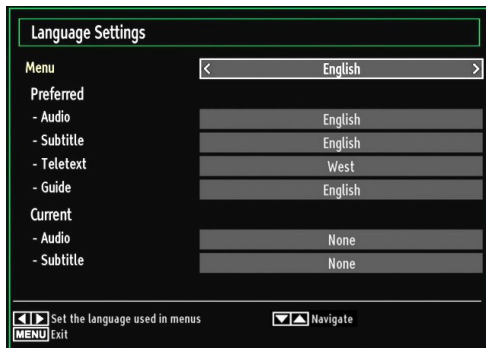 Language Settings
Menu < English >
Preferred
- Audio English
- Subtitle English
- Teletext West
- Guide English
Current
- Audio None
- Subtitle None
Set the language used in menus Navigate
MENU Exit